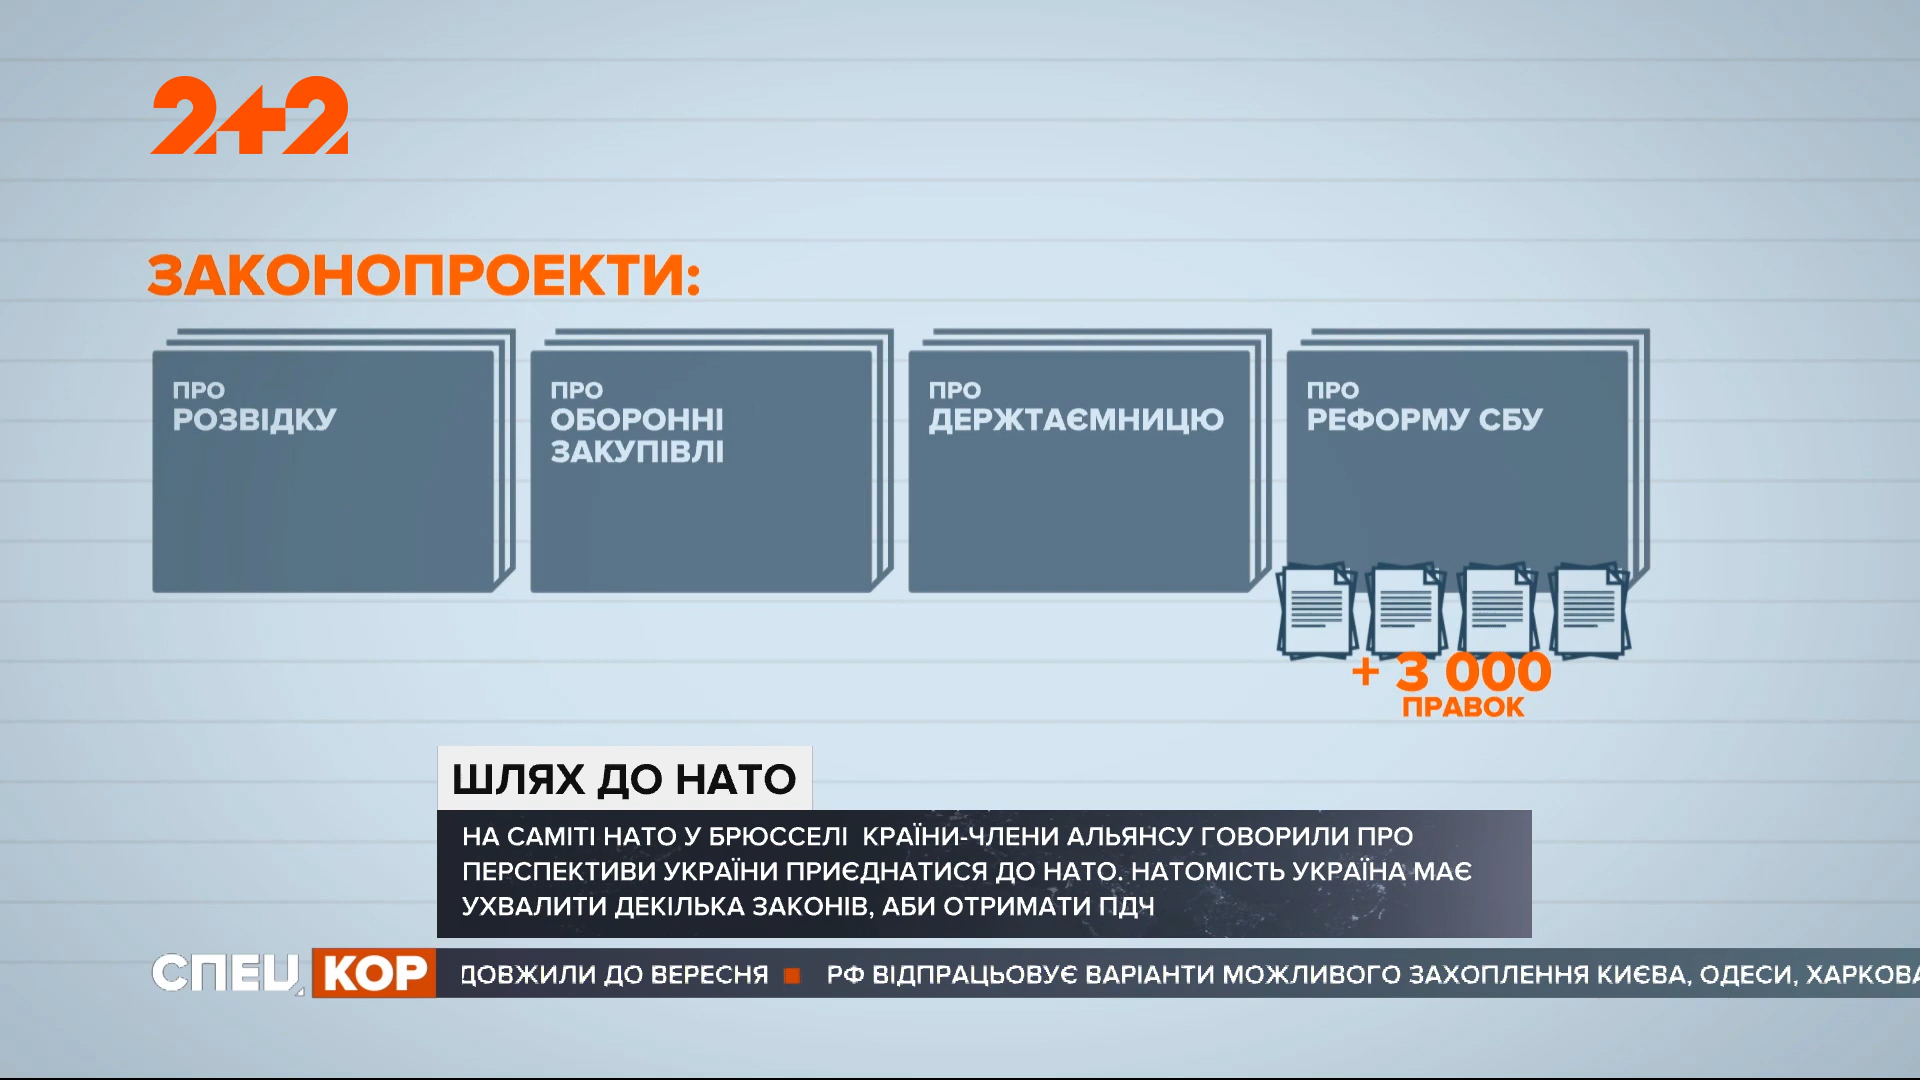 2+2
ЗАКОНОПРОЕКТИ:
ПРО
РОЗВІДКУ
ПРО
ОБОРОННІ
ЗАКУПІВЛІ
ПРО
ДЕРЖТАЄМНИЦЮ
ПРО
РЕФОРМУ СБУ
+ 3 000
ПРАВОК
ШЛЯХ ДО НАТО
НА САМІТІ НАТО У БРЮССЕЛІ КРАЇНИ-ЧЛЕНИ АЛЬЯНСУ ГОВОРИЛИ ПРО
ПЕРСПЕКТИВИ УКРАЇНИ ПРИЄДНАТИСЯ ДО НАТО. НАТОМІСТЬ УКРАЇНА МАЄ
УХВАЛИТИ ДЕКІЛЬКА ЗАКОНІВ, АБИ ОТРИМАТИ ПДЧ
СПЕЦКОР
ДОВЖИЛИ ДО ВЕРЕСНЯ ■ РФ ВІДПРАЦЬОВУЄ ВАРІАНТИ МОЖЛИВОГО ЗАХОПЛЕННЯ КИЄВА, ОДЕСИ, ХАРКОВА